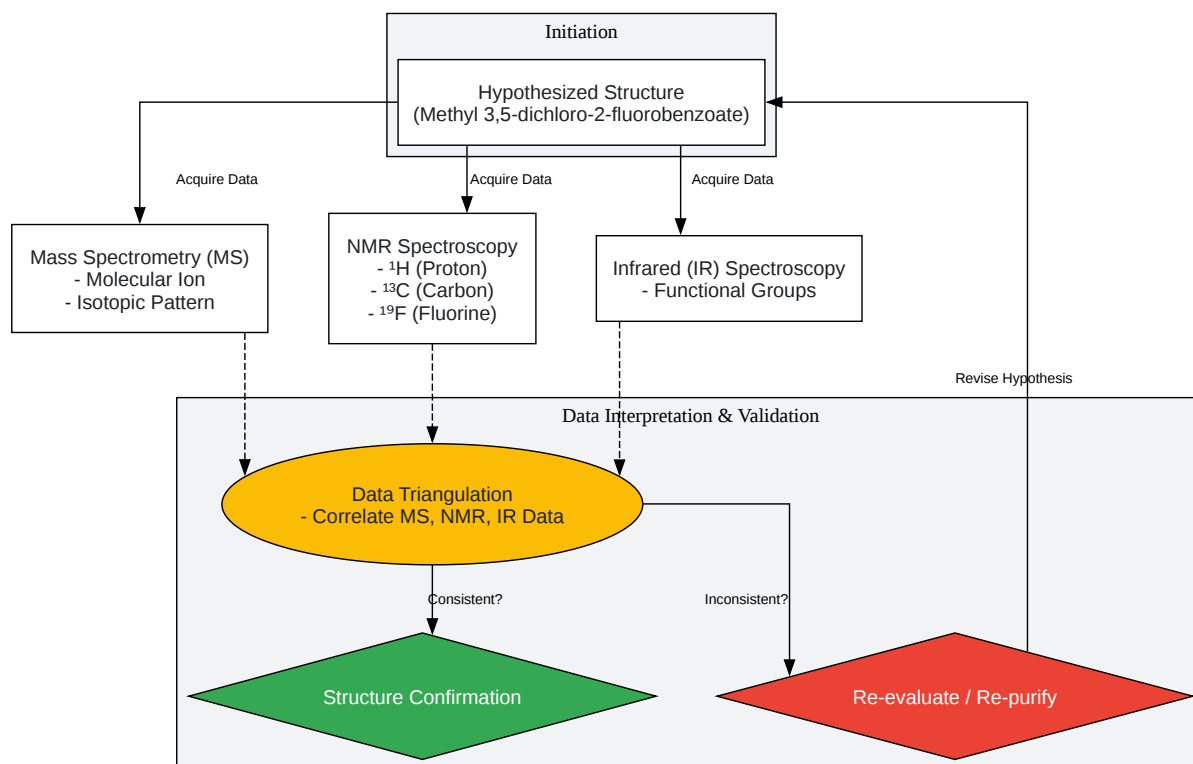 Initiation
Hypothesized Structure
(Methyl 3,5-dichloro-2-fluorobenzoate)
Acquire Data
Acquire Data
Acquire Data
Mass Spectrometry (MS)
- Molecular Ion
- Isotopic Pattern
NMR Spectroscopy
- ¹H (Proton)
- ¹³C (Carbon)
- ¹⁹F (Fluorine)
Infrared (IR) Spectroscopy
- Functional Groups
Revise Hypothesis
Data Interpretation & Validation
Data Triangulation
- Correlate MS, NMR, IR Data
Consistent?
Inconsistent?
Structure Confirmation
Re-evaluate / Re-purify